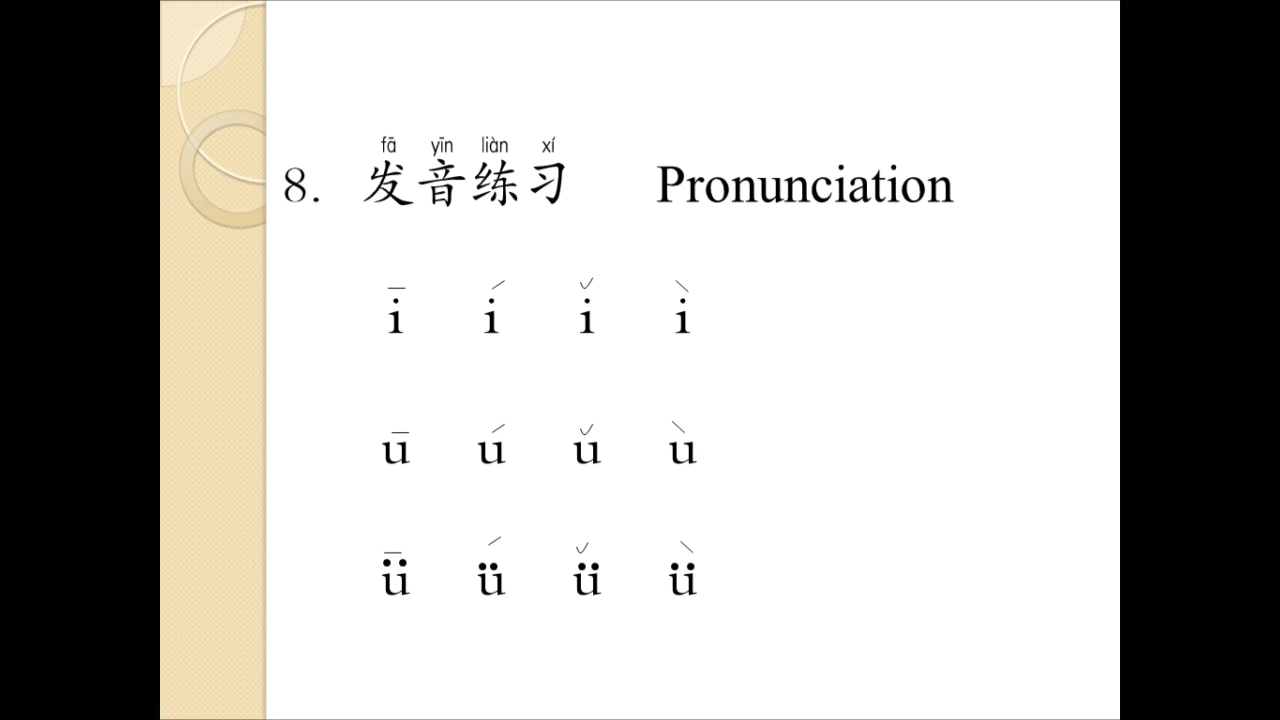 fā yīn liàn xí
8. 发音练习 Pronunciation
ī í ǐ ì
ū ú ǔ ù
ǖ ǘ ǚ ǜ